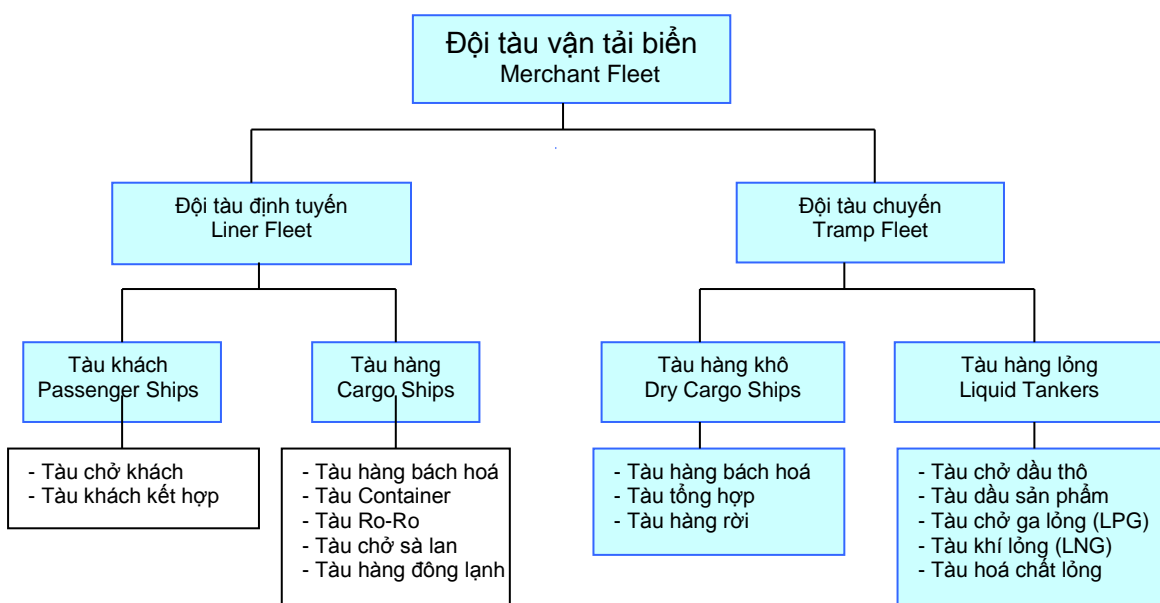 Đội tàu vận tải biển
Merchant Fleet
Đội tàu định tuyến
Liner Fleet
Đội tàu chuyến
Tramp Fleet
Tàu khách
Passenger Ships
Tàu hàng
Cargo Ships
Tàu hàng khô
Dry Cargo Ships
Tàu hàng lỏng
Liquid Tankers
- Tàu chở khách
- Tàu khách kết hợp
- Tàu hàng bách hoá
- Tàu Container
- Tàu Ro-Ro
- Tàu chở sà lan
- Tàu hàng đông lạnh
- Tàu hàng bách hoá
- Tàu tổng hợp
- Tàu hàng rời
- Tàu chở dầu thô
- Tàu dầu sản phẩm
- Tàu chở ga lỏng (LPG)
- Tàu khí lỏng (LNG)
- Tàu hoá chất lỏng